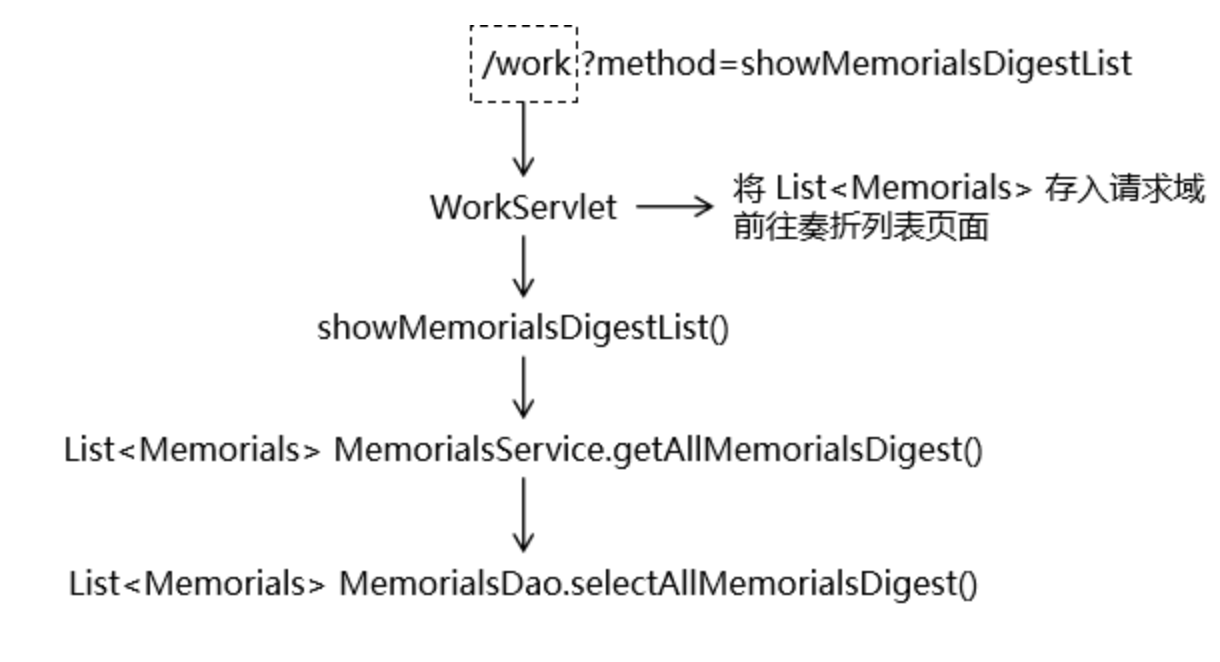 /work?method=showMemorialsDigestList
WorkServlet
将 List<Memorials> 存入请求域
前往奏折列表页面
showMemorialsDigestList()
List<Memorials> MemorialsService.getAllMemorialsDigest()
List<Memorials> MemorialsDao.selectAllMemorialsDigest()